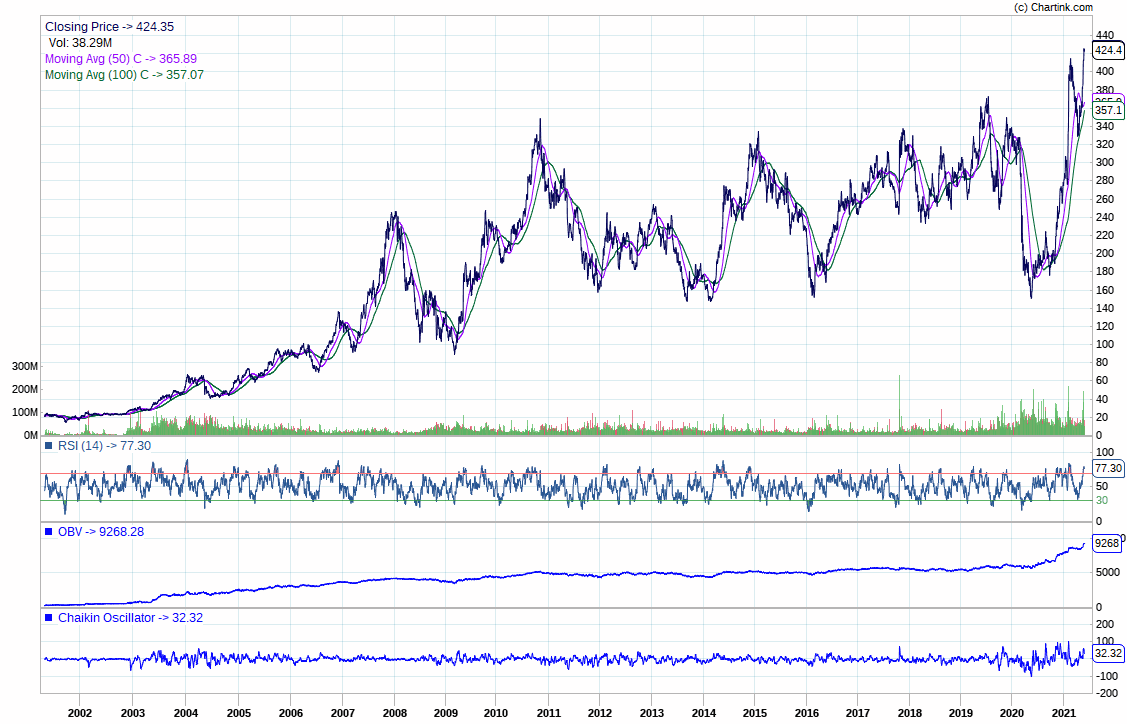 (c) Chartink.com
Closing Price -> 424.35
Vol: 38.29M
Moving Avg (50) C -> 365.89
Moving Avg (100) C -> 357.07
440
424.4
400
380
357.1
340
320
300
280
260
240
220
200
180
160
140
120
100
80
60
40
20
0
300M
200M
100M
0M
RSI (14) -> 77.30
100
77.30
50
30
0
OBV -> 9268.28
9268
5000
0
Chaikin Oscillator -> 32.32
200
100
32.32
-100
-200
2002 2003 2004 2005 2006 2007 2008 2009 2010 2011 2012 2013 2014 2015 2016 2017 2018 2019 2020 2021